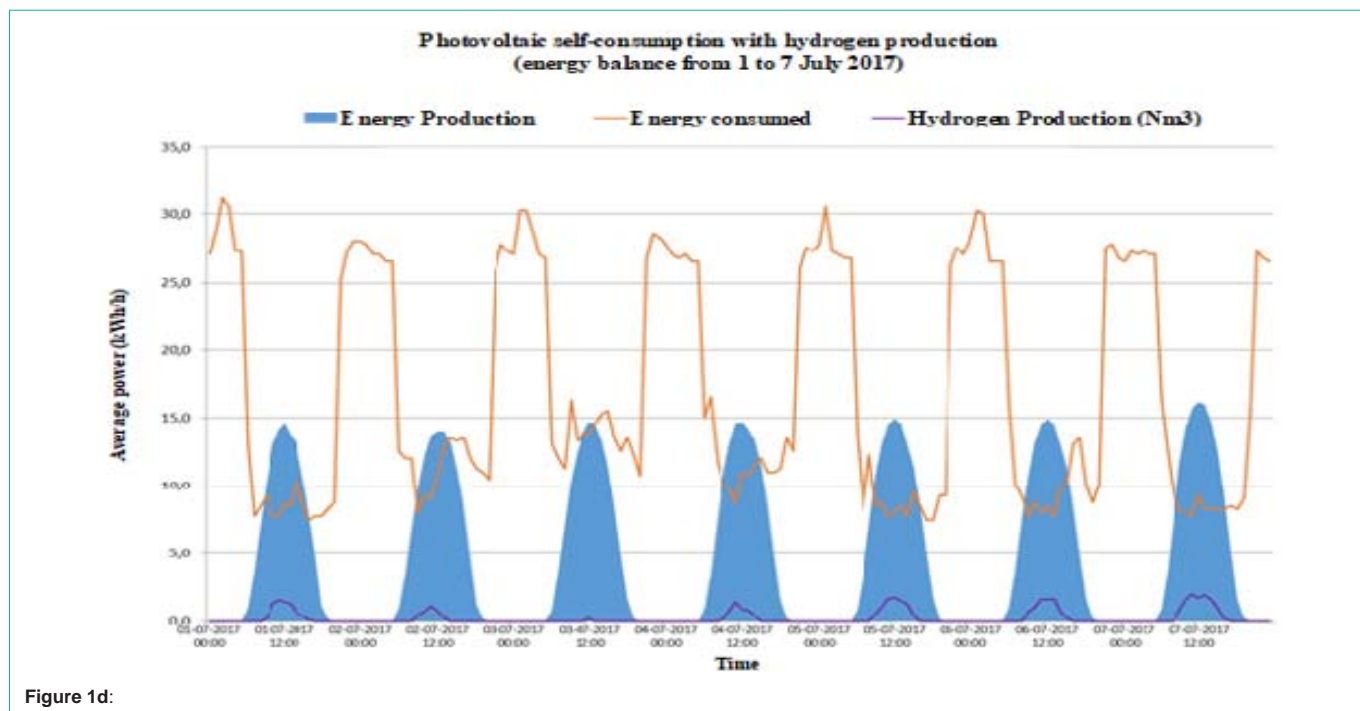 Photovoltaic self-consumption with hydrogen production
(energy balance from 1 to 7 July 2017)
Energy Production
Energy consumed
Hydrogen Production (Nm3)
35,0
30,0
25,0
20,0
15,0
10,0
5,0
0,0
Average power (kWh/h)
01-07-2017 00:00
01-07-2017 12:00
02-07-2017 00:00
02-07-2017 12:00
03-07-2017 00:00
03-07-2017 12:00
04-07-2017 00:00
04-07-2017 12:00
05-07-2017 00:00
05-07-2017 12:00
06-07-2017 00:00
06-07-2017 12:00
07-07-2017 00:00
07-07-2017 12:00
Time
Figure 1d: